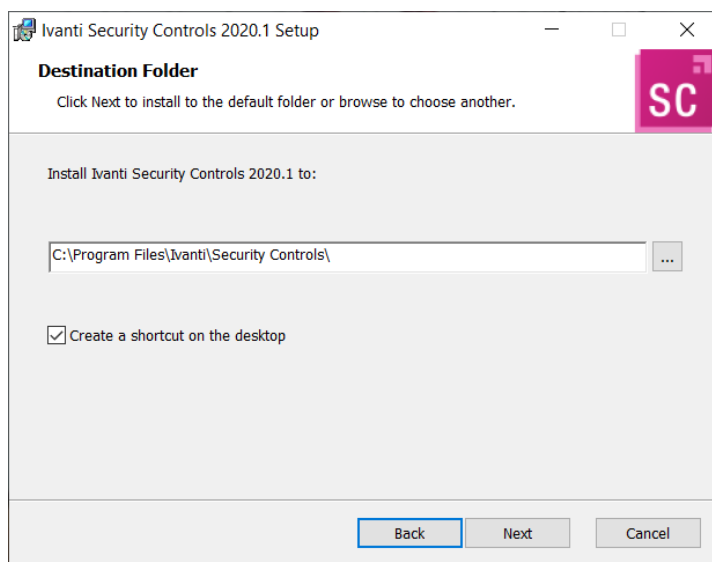 Ivanti Security Controls 2020.1 Setup
Destination Folder
Click Next to install to the default folder or browse to choose another.
SC
Install Ivanti Security Controls 2020.1 to:
C:\Program Files\Ivanti\Security Controls\
...
Create a shortcut on the desktop
Back Next Cancel